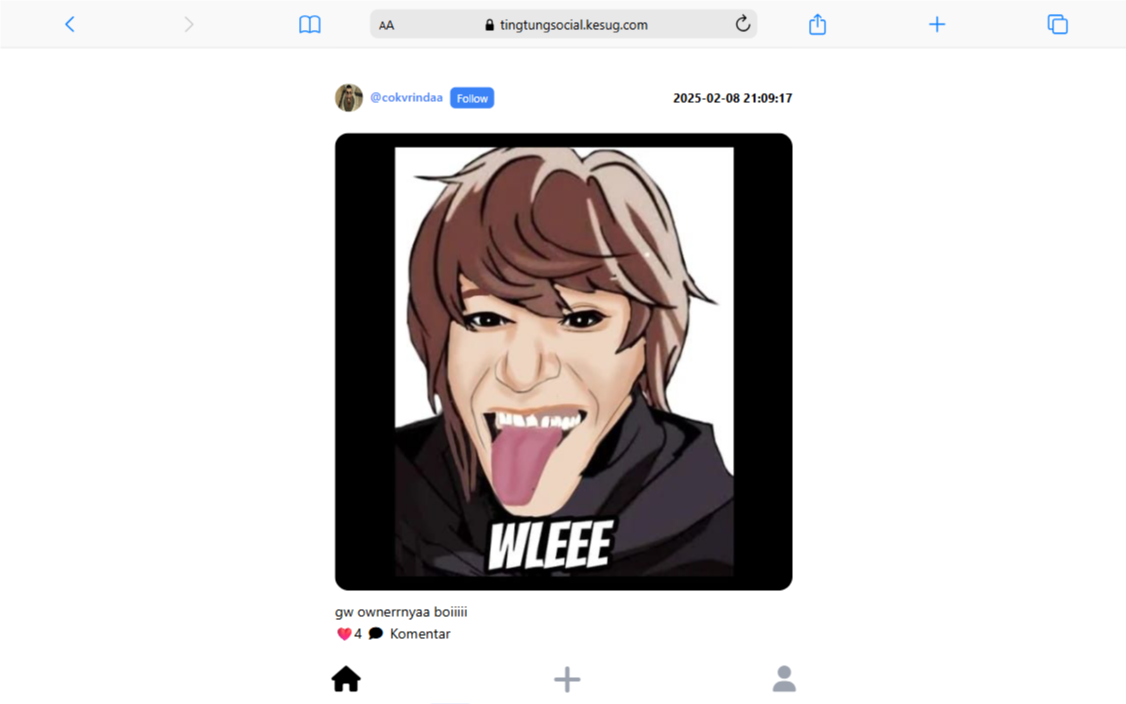 AA tingtungsocial.kesug.com
@cokvrindaa Follow 2025-02-08 21:09:17
WLEEE
gw ownerrnyaa boiiiii
4 Komentar